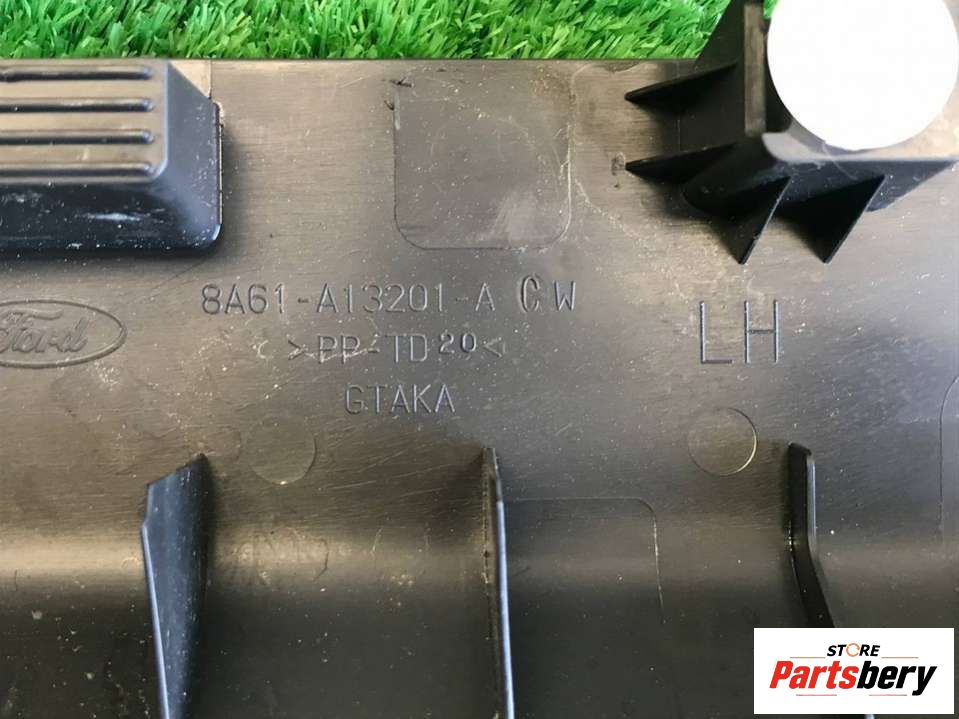 8A61-A13201-A CW
Ford
>PP-TD20<
LH
GTAKA
STORE
Partsbery